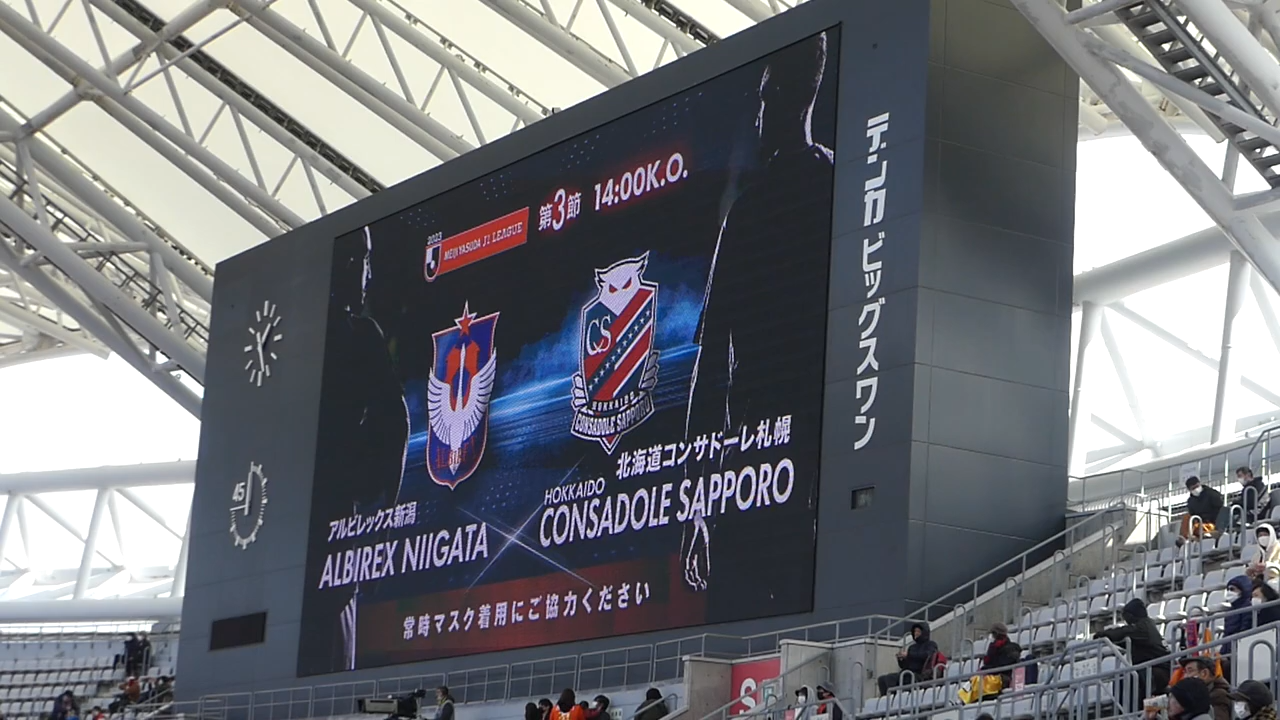 2023
MEIJI YASUDA J1 LEAGUE
第3節 14:00K.O.
CS
HOKKAIDO
CONSADOLE SAPPORO
ALBIREX
アルビレックス新潟
ALBIREX NIIGATA
北海道コンサドーレ札幌
HOKKAIDO
CONSADOLE SAPPORO
常時マスク着用にご協力ください
デンカビッグスワン
45
S